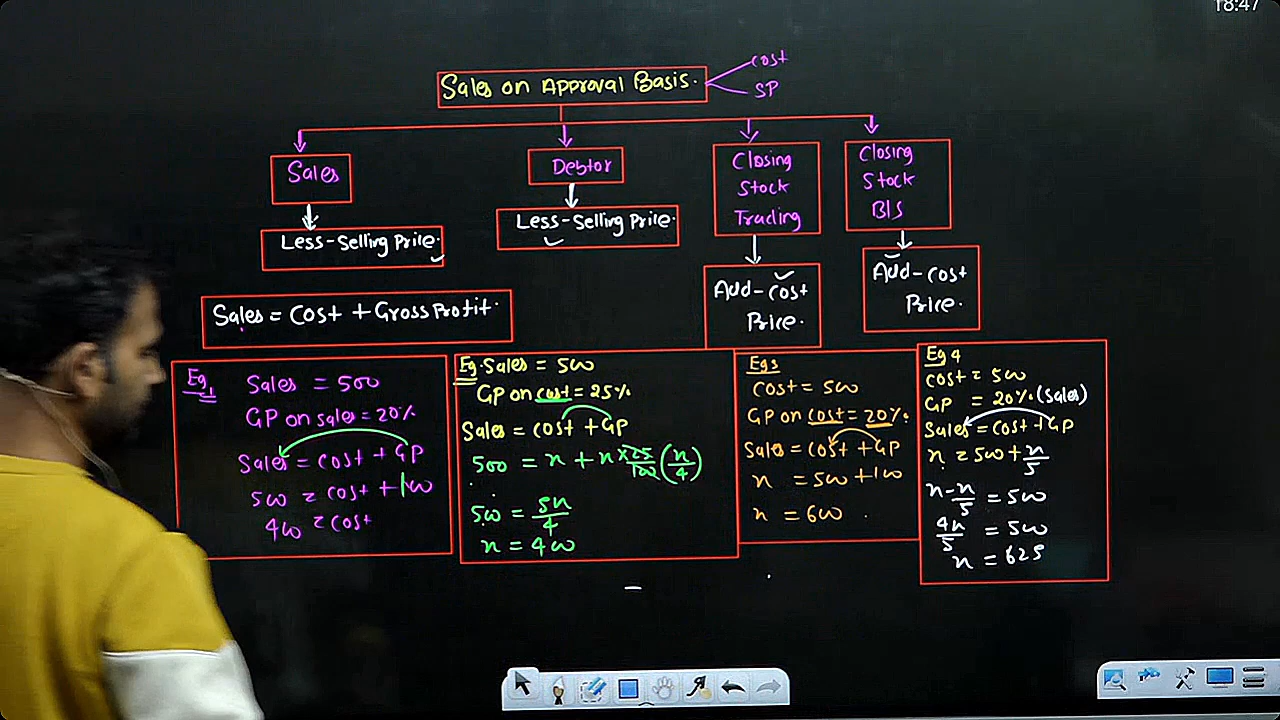 18:47
Sales on Approval Basis.
Cost
SP
Sales
Less-Selling Price.
Debtor
Less-Selling Price.
Closing
Stock
Trading
Add-Cost
Price.
Closing
Stock
B/S
Add-Cost
Price.
Sales = Cost + Gross Profit.
Eg1
Sales = 500
GP on sales = 20%
Sales = Cost + GP
500 = Cost + 100
400 = Cost
Eg. Sales = 500
GP on cost = 25%
Sales = Cost + GP
500 = x + x × 25/100 (x/4)
500 = 5x/4
x = 400
Eg3
Cost = 500
GP on cost = 20%.
Sales = Cost + GP
x = 500 + 100
x = 600
Eg 4
Cost = 500
GP = 20% (Sales)
Sales = Cost + GP
x = 500 + x/5
x - x/5 = 500
4x/5 = 500
x = 625